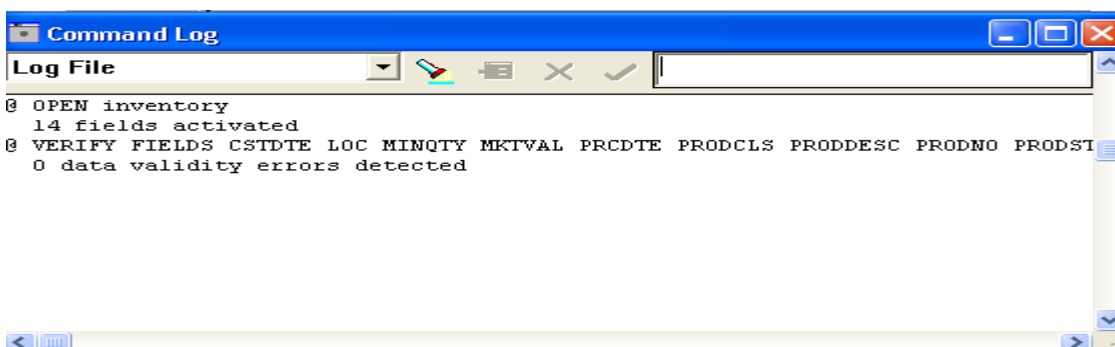 Command Log
Log File
@ OPEN inventory
14 fields activated
@ VERIFY FIELDS CSTDTE LOC MINQTY MKTVAL PRCDTE PRODCLS PRODDESC PRODNO PRODST
0 data validity errors detected